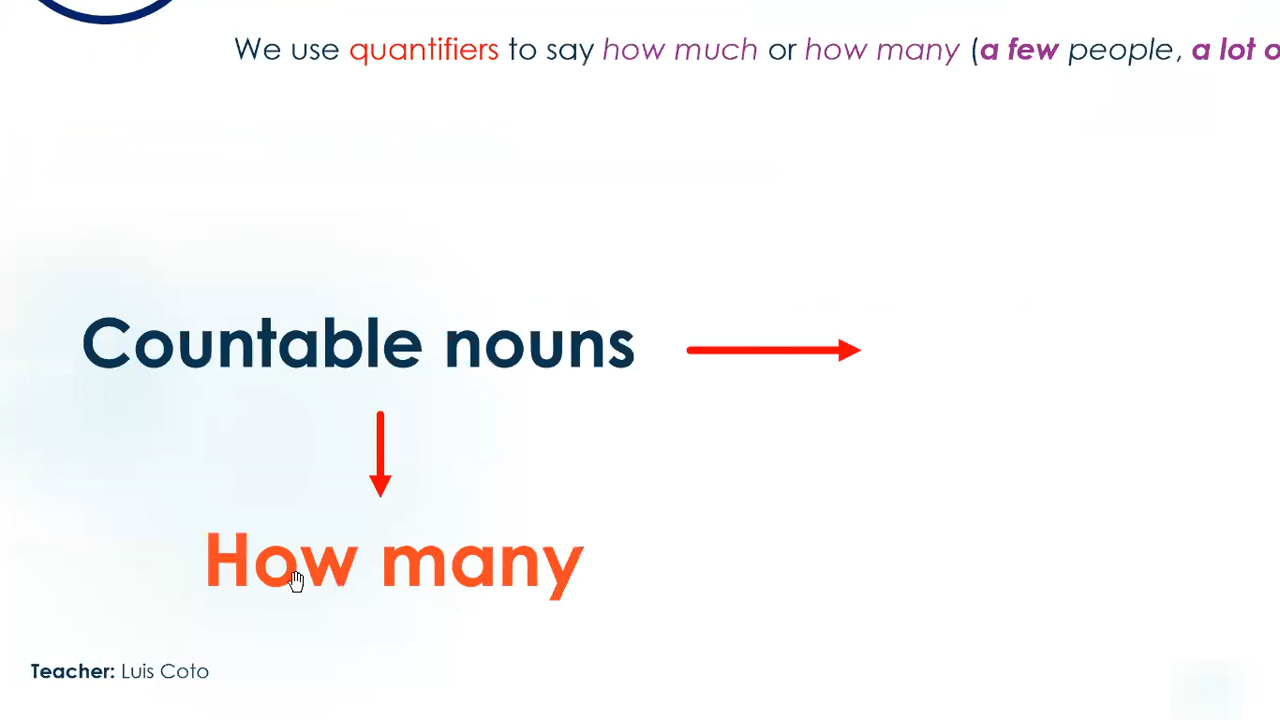 We use quantifiers to say how much or how many (a few people, a lot o
Countable nouns
How many
Teacher: Luis Coto